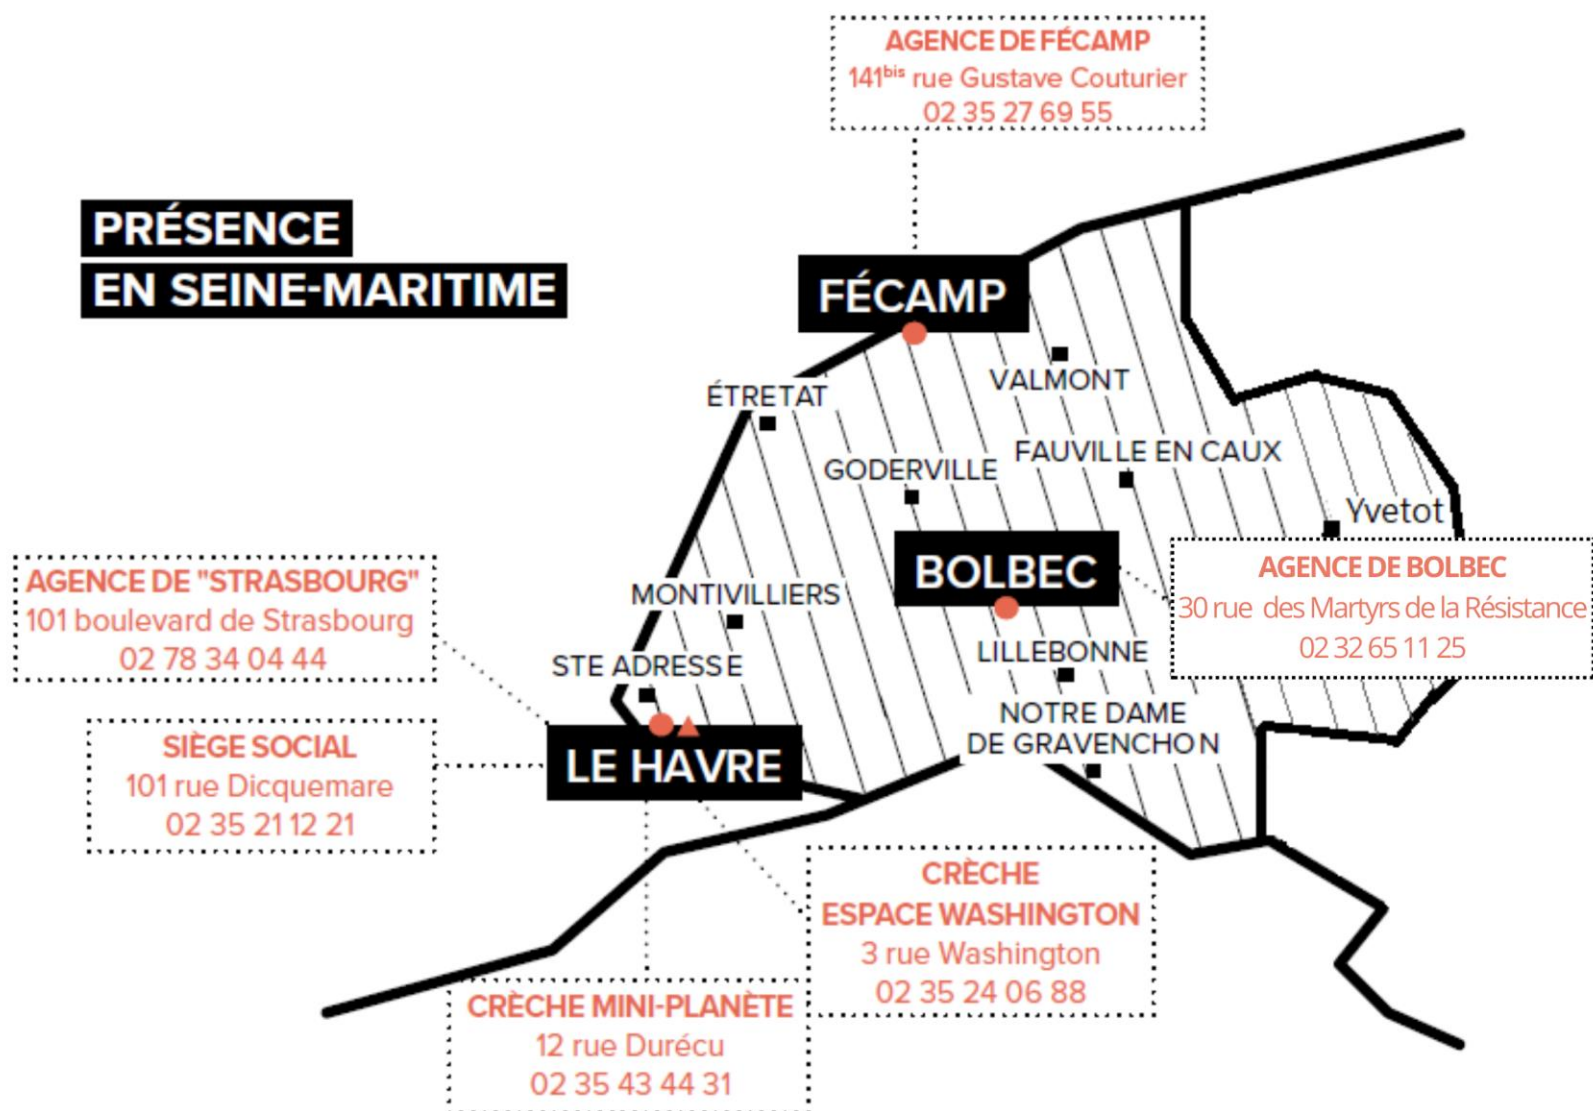 AGENCE DE FÉCAMP
141bis rue Gustave Couturier
02 35 27 69 55
PRÉSENCE
EN SEINE-MARITIME
FÉCAMP
VALMONT
ÉTRETAT
FAUVILLE EN CAUX
GODERVILLE
Yvetot
BOLBEC
AGENCE DE BOLBEC
30 rue des Martyrs de la Résistance
02 32 65 11 25
AGENCE DE "STRASBOURG"
101 boulevard de Strasbourg
02 78 34 04 44
MONTIVILLIERS
STE ADRESSE
LILLEBONNE
NOTRE DAME
DE GRAVENCHON
SIÈGE SOCIAL
101 rue Dicquemare
02 35 21 12 21
LE HAVRE
CRÈCHE
ESPACE WASHINGTON
3 rue Washington
02 35 24 06 88
CRÈCHE MINI-PLANÈTE
12 rue Durécu
02 35 43 44 31